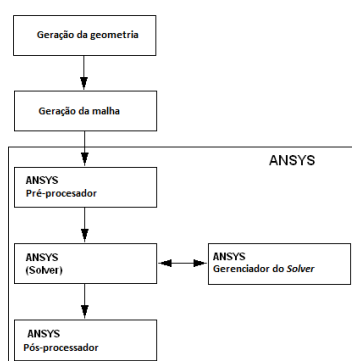 Geração da geometria
Geração da malha
ANSYS
ANSYS
Pré-procesador
ANSYS
(Solver)
ANSYS
Gerenciador do Solver
ANSYS
Pós-processador